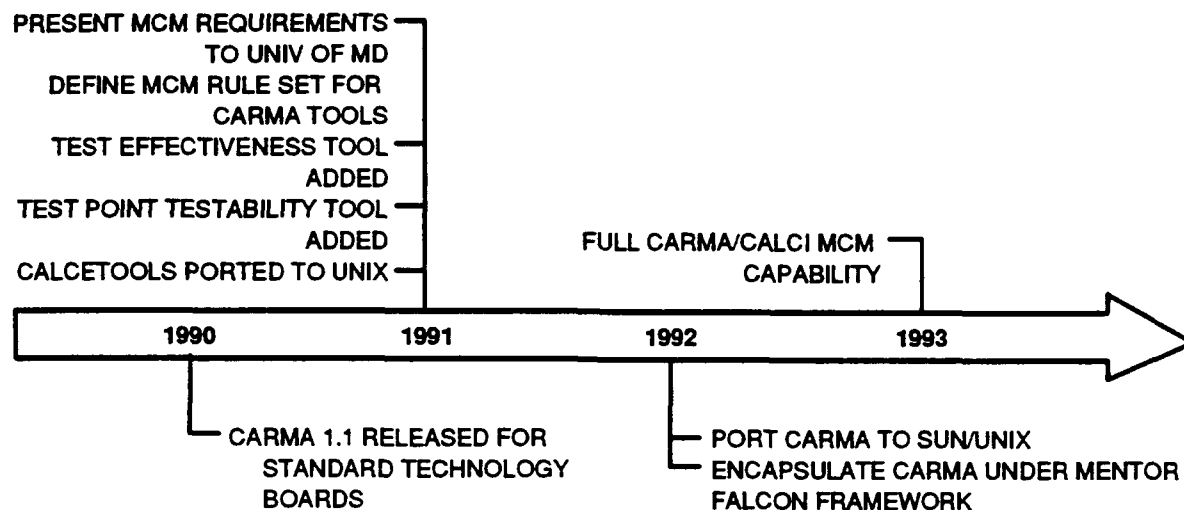 PRESENT MCM REQUIREMENTS
TO UNIV OF MD
DEFINE MCM RULE SET FOR
CARMA TOOLS
TEST EFFECTIVENESS TOOL
ADDED
TEST POINT TESTABILITY TOOL
ADDED
CALCETOOLS PORTED TO UNIX
FULL CARMA/CALCI MCM
CAPABILITY
1990
1991
1992
1993
CARMA 1.1 RELEASED FOR
STANDARD TECHNOLOGY
BOARDS
PORT CARMA TO SUN/UNIX
ENCAPSULATE CARMA UNDER MENTOR
FALCON FRAMEWORK